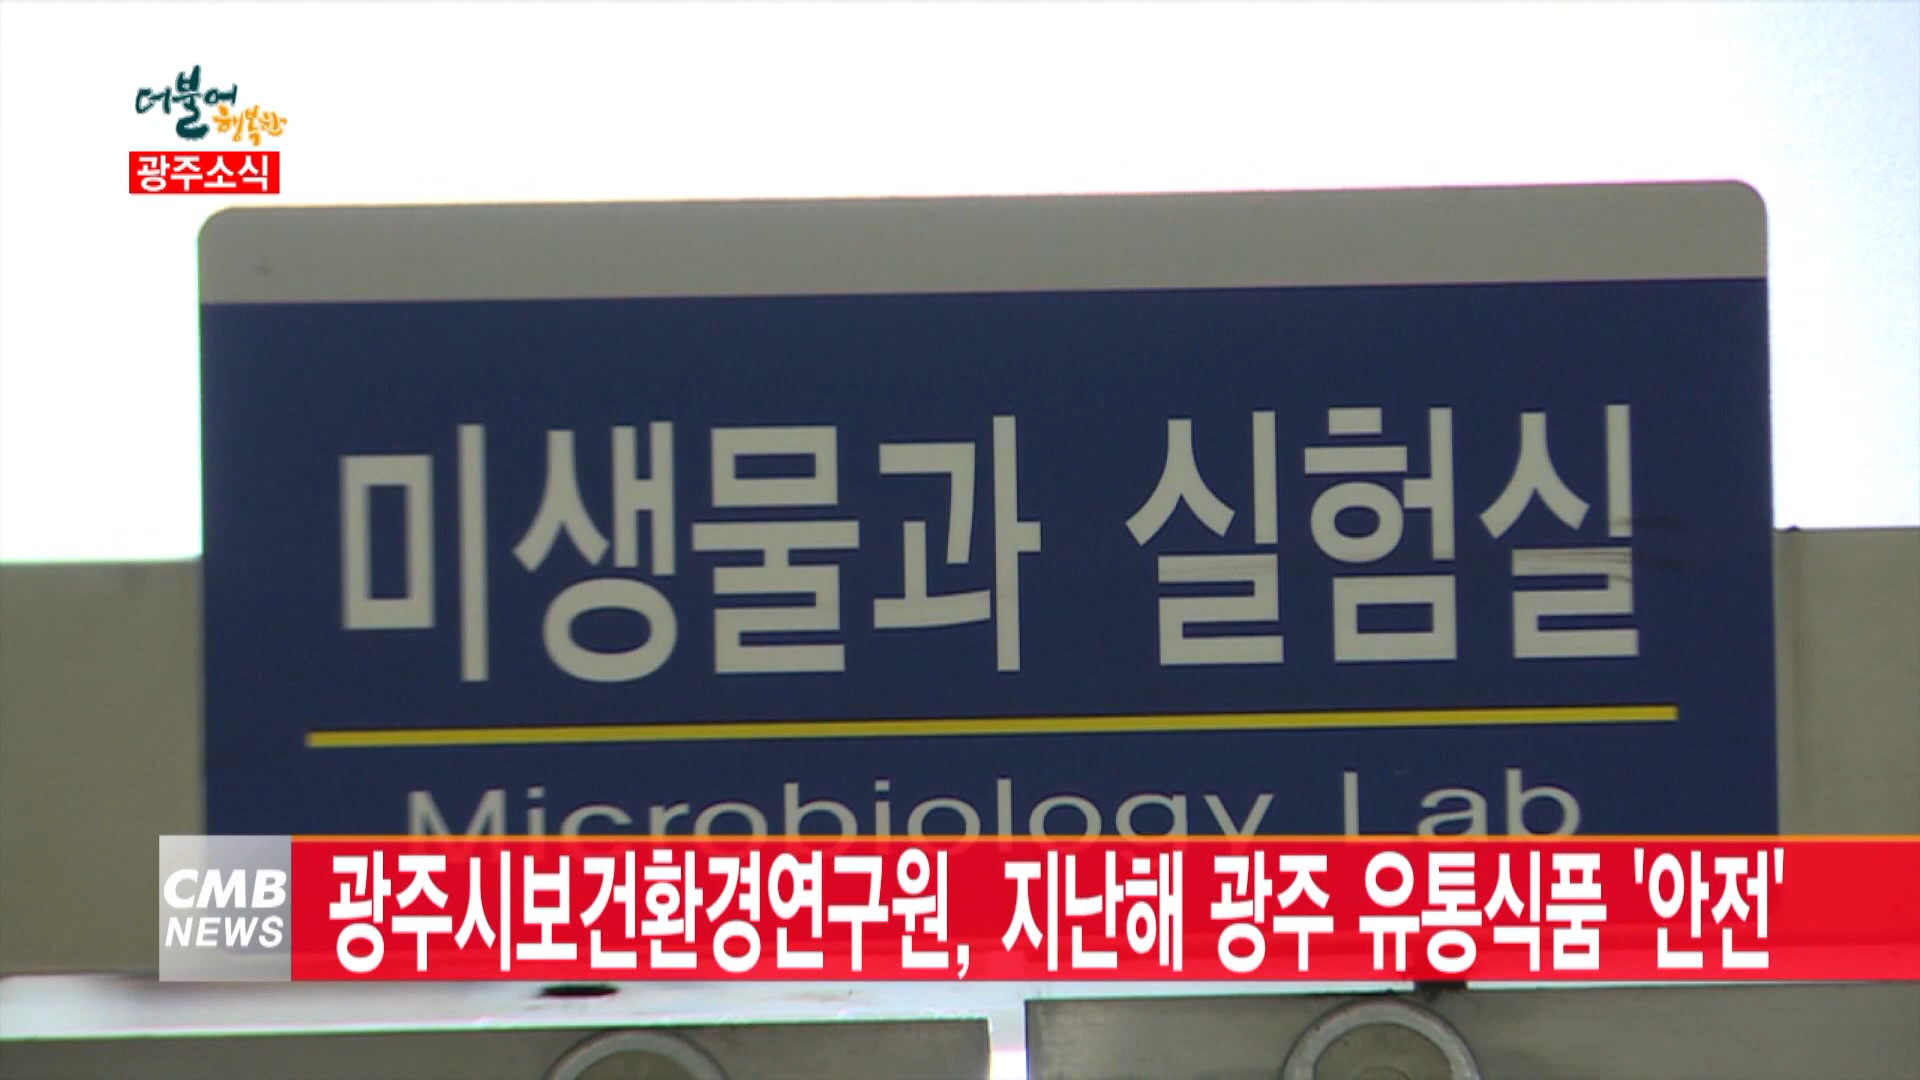 더불어
행복한
광주소식
미생물과 실험실
Microbiology Lab
CMB
NEWS
광주시보건환경연구원, 지난해 광주 유통식품 '안전'